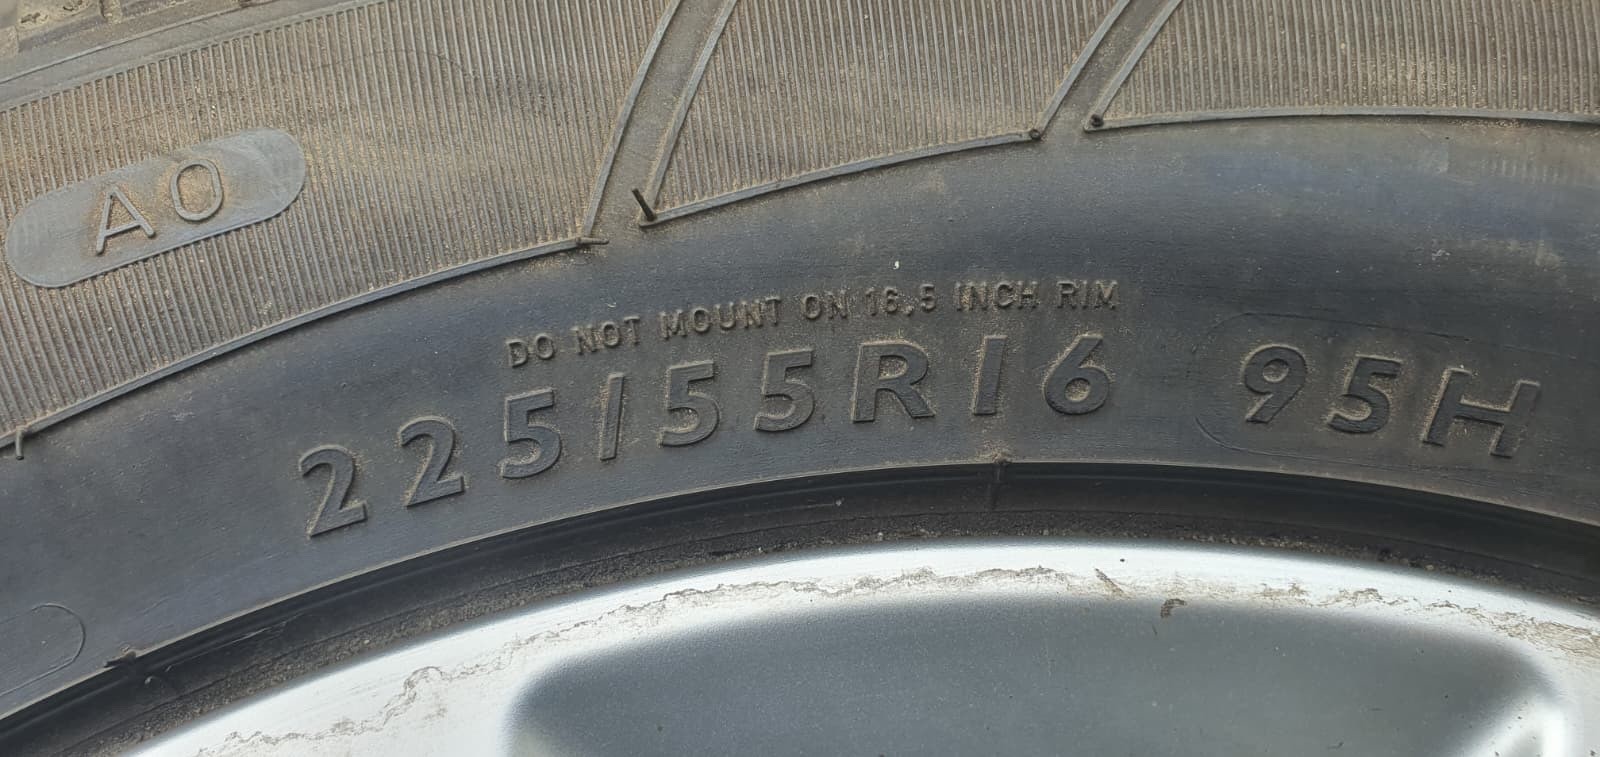 AO
DO NOT MOUNT ON 16.5 INCH RIM
225/55R16 95H